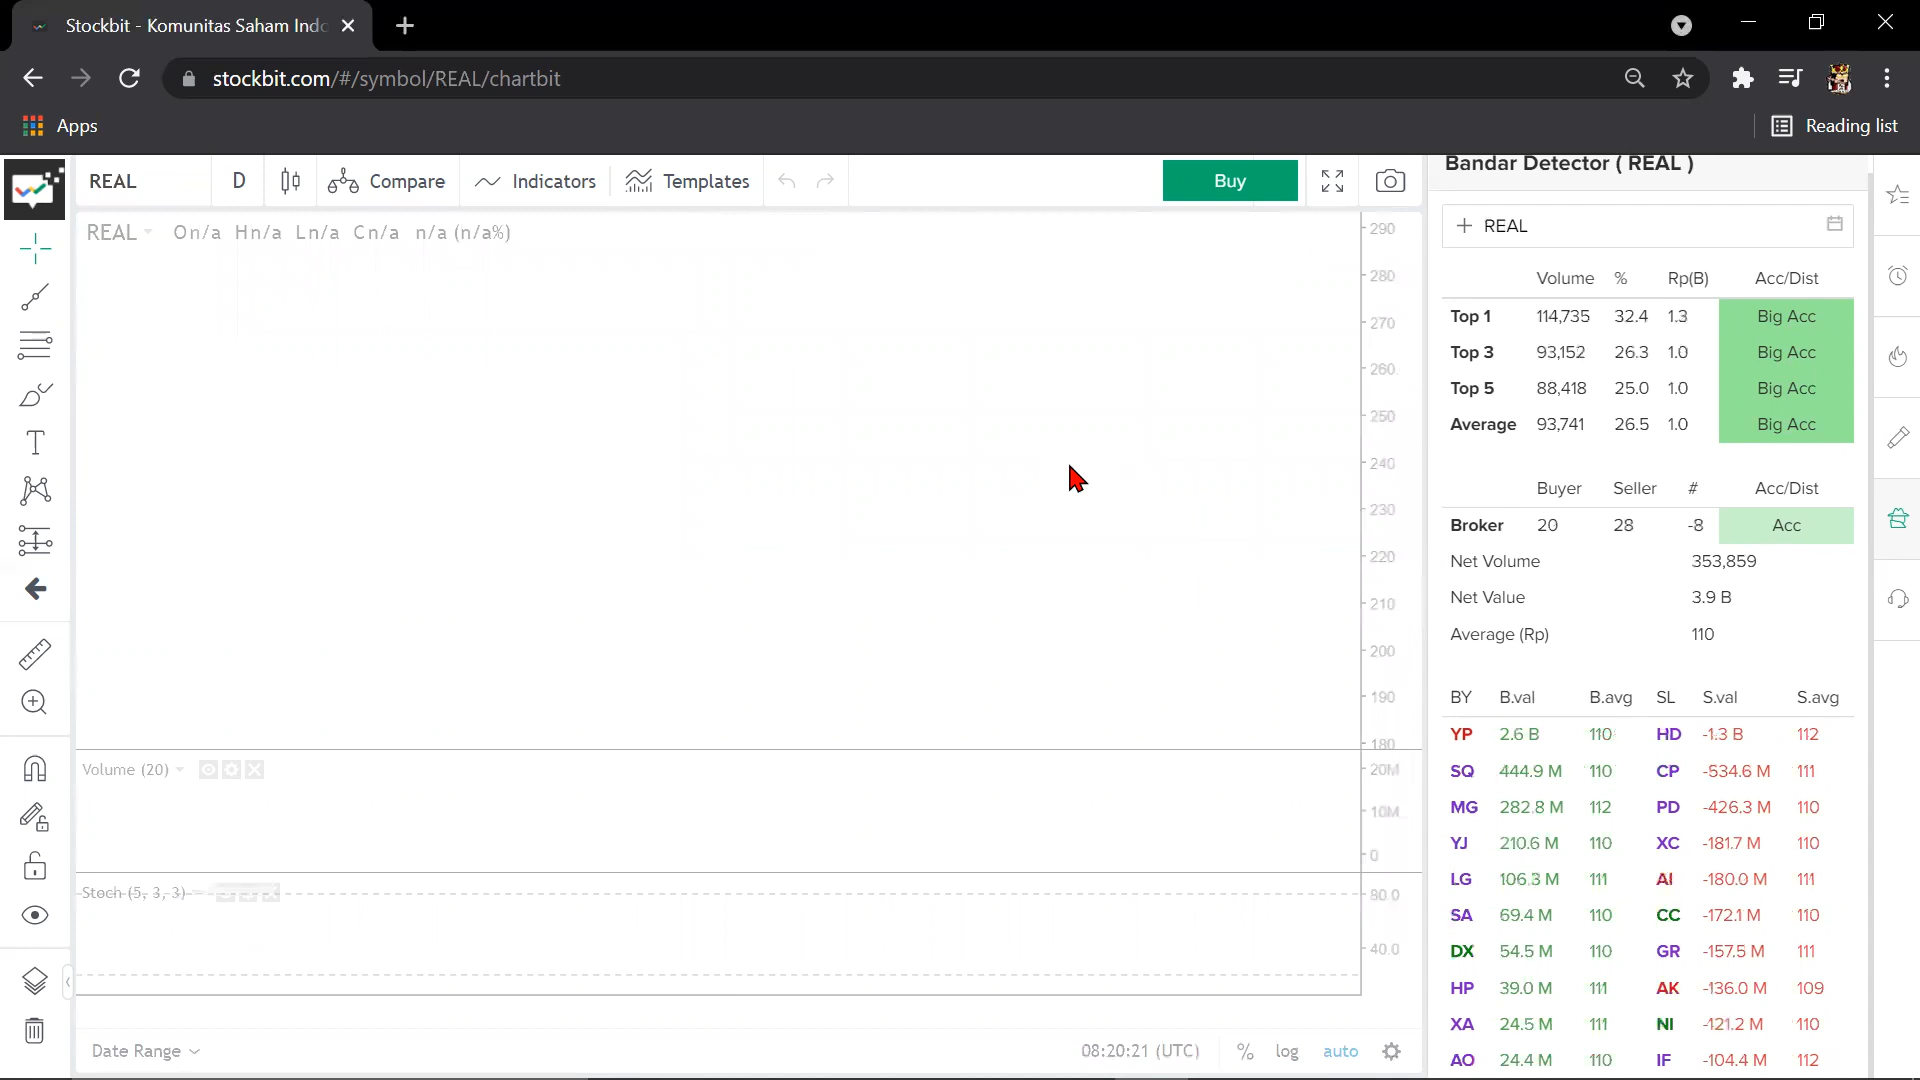 Stockbit - Komunitas Saham Indo
stockbit.com/#/symbol/REAL/chartbit
Apps
Reading list
REAL D Compare Indicators Templates Buy
REAL On/a Hn/a Ln/a Cn/a n/a (n/a%)
290
280
270
260
250
240
230
220
210
200
190
180
Volume (20)
20M
10M
0
Stoch (5, 3, 3)
80.0
40.0
Date Range 08:20:21 (UTC) % log auto
Bandar Detector ( REAL )
REAL
Volume % Rp(B) Acc/Dist
Top 1 114,735 32.4 1.3 Big Acc
Top 3 93,152 26.3 1.0 Big Acc
Top 5 88,418 25.0 1.0 Big Acc
Average 93,741 26.5 1.0 Big Acc
Buyer Seller # Acc/Dist
Broker 20 28 -8 Acc
Net Volume 353,859
Net Value 3.9 B
Average (Rp) 110
BY B.val B.avg SL S.val S.avg
YP 2.6 B 110 HD -1.3 B 112
SQ 444.9 M 110 CP -534.6 M 111
MG 282.8 M 112 PD -426.3 M 110
YJ 210.6 M 110 XC -181.7 M 110
LG 106.3 M 111 AI -180.0 M 111
SA 69.4 M 110 CC -172.1 M 110
DX 54.5 M 110 GR -157.5 M 111
HP 39.0 M 111 AK -136.0 M 109
XA 24.5 M 111 NI -121.2 M 110
AO 24.4 M 110 IF -104.4 M 112